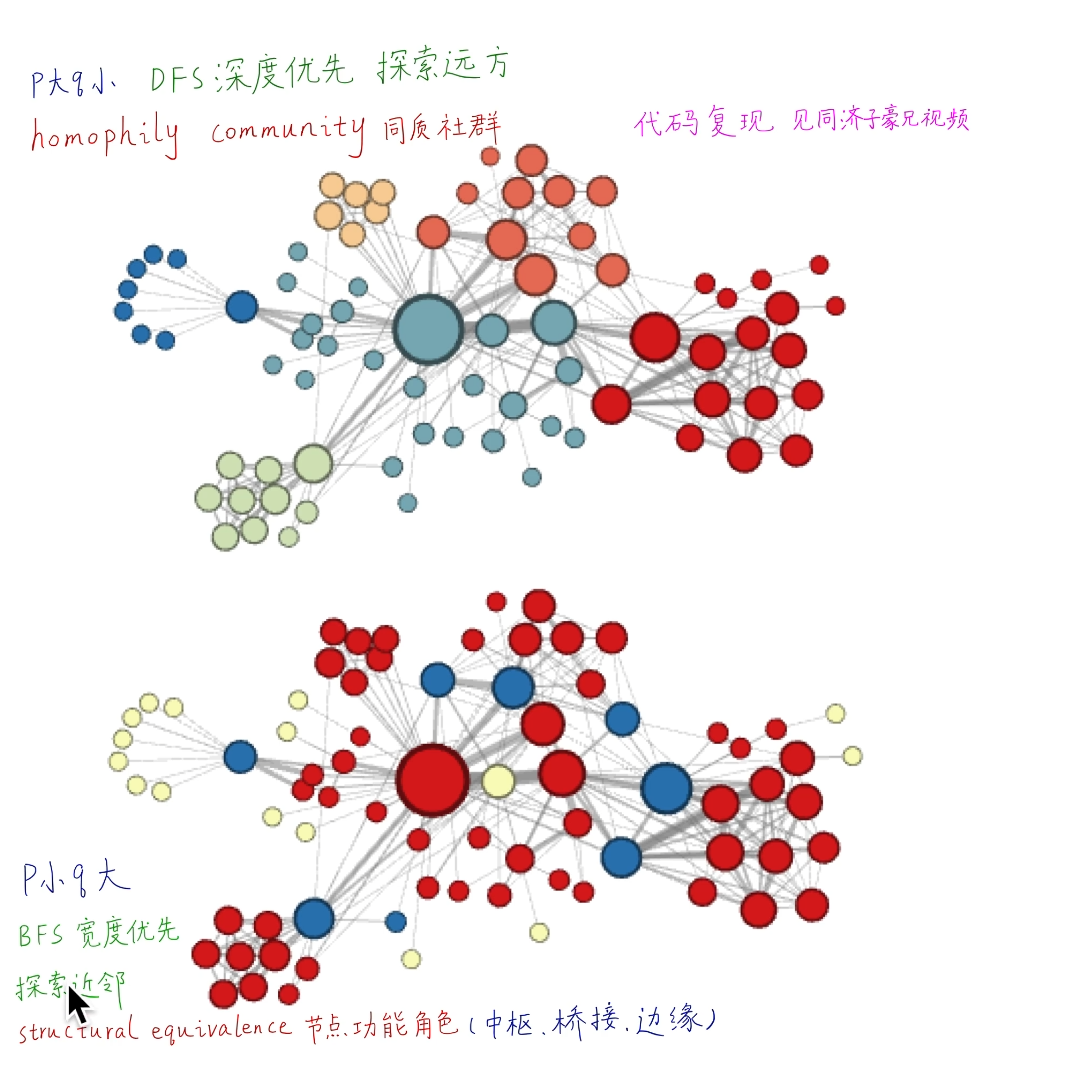 P大q小 DFS:深度优先 探索远方
homophily community 同质社群
代码复现 见同济子豪兄视频
P小q大
BFS 宽度优先
探索近邻
structural equivalence 节点功能角色(中枢、桥接、边缘)